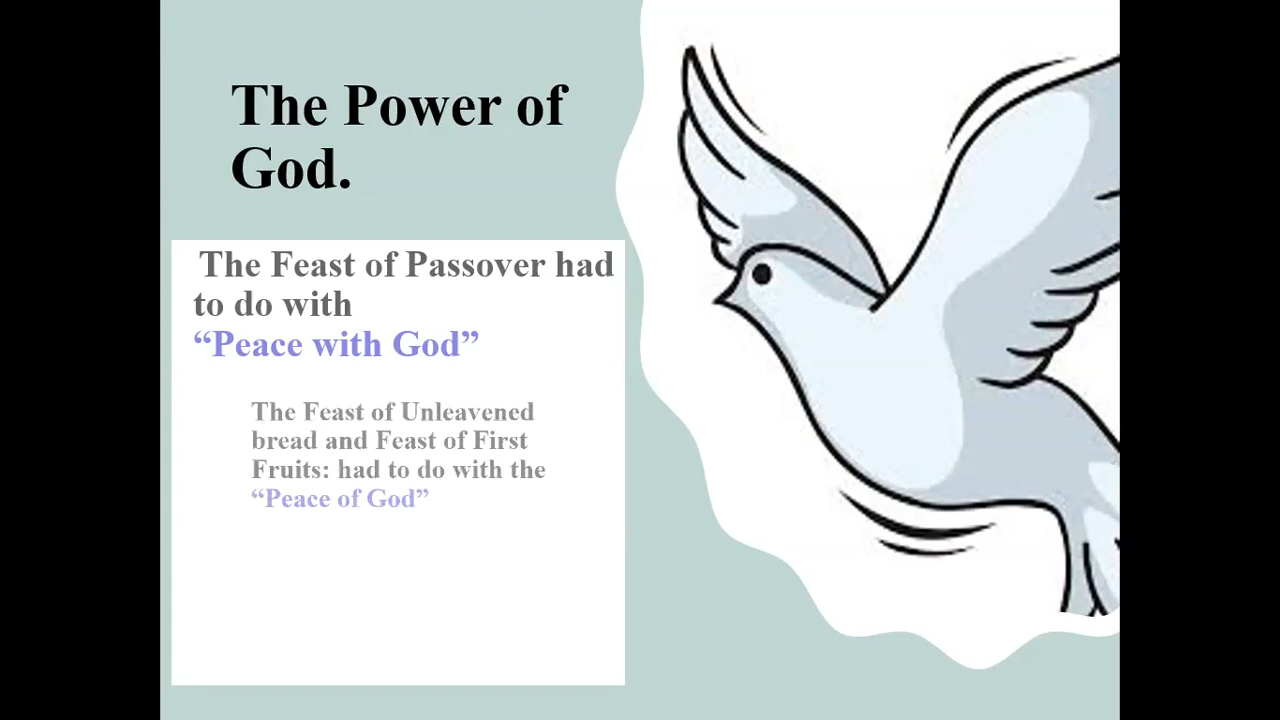 The Power of
God.
The Feast of Passover had
to do with
“Peace with God”
The Feast of Unleavened
bread and Feast of First
Fruits: had to do with the
“Peace of God”